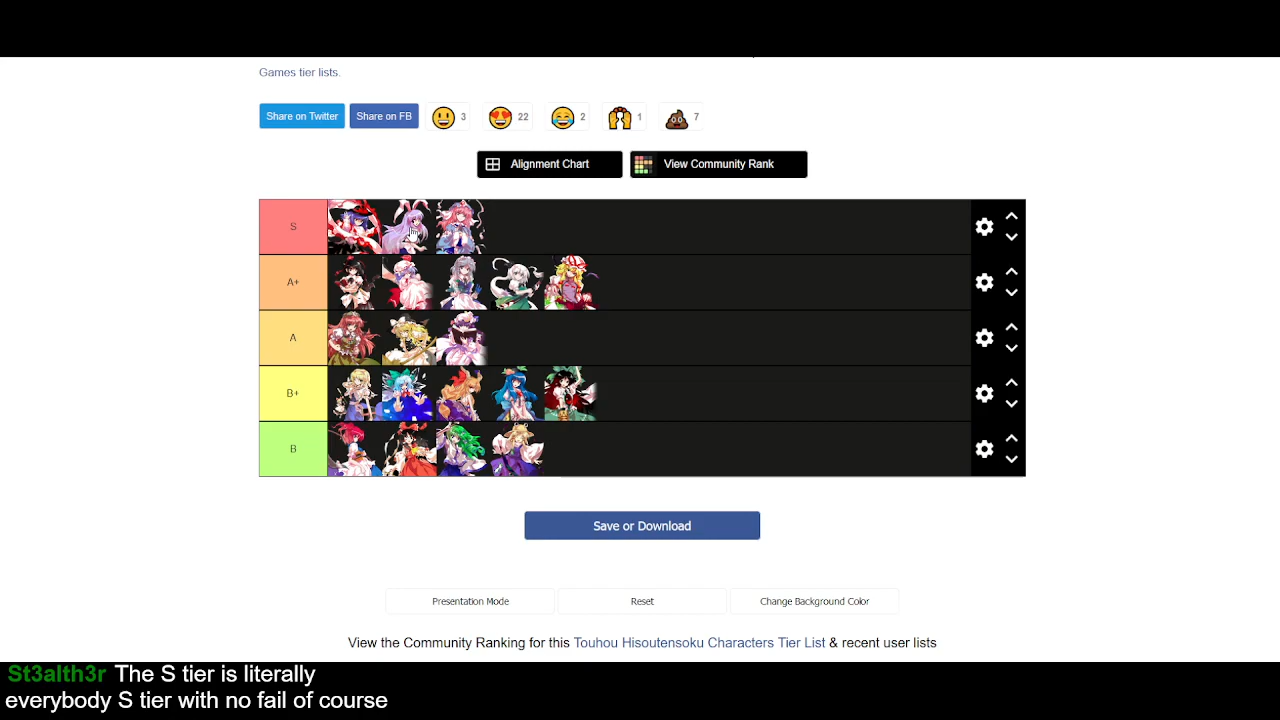 Games tier lists.
Share on Twitter Share on FB 3 22 2 1 7
Alignment Chart View Community Rank
S
A+
A
B+
B
Save or Download
Presentation Mode Reset Change Background Color
View the Community Ranking for this Touhou Hisoutensoku Characters Tier List & recent user lists
St3alth3r The S tier is literally
everybody S tier with no fail of course